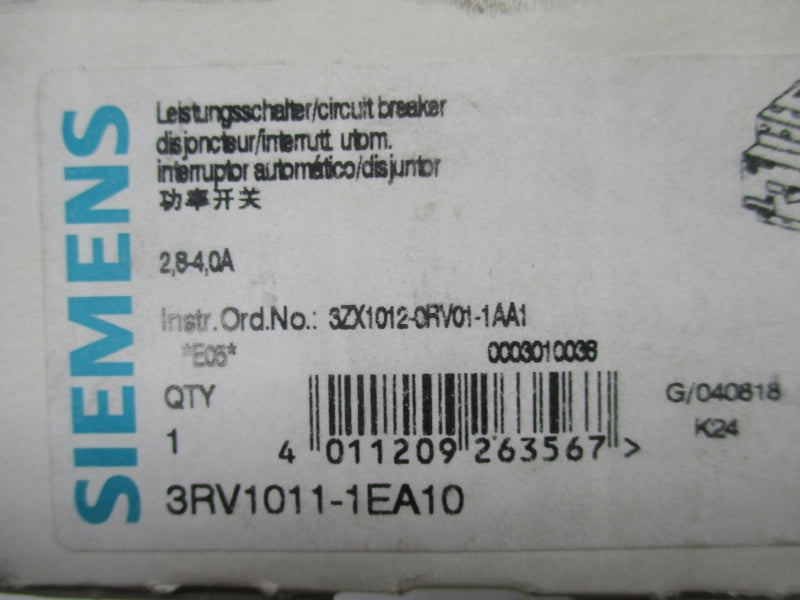 SIEMENS
Leistungsschalter/circuit breaker
disjoncteur/interrutt. utom.
interruptor automático/disjuntor
功率开关
2,8-4,0A
Instr.Ord.No.: 3ZX1012-0RV01-1AA1
*E05* 0003010036
QTY
1
4 011209 263567 >
G/040818
K24
3RV1011-1EA10